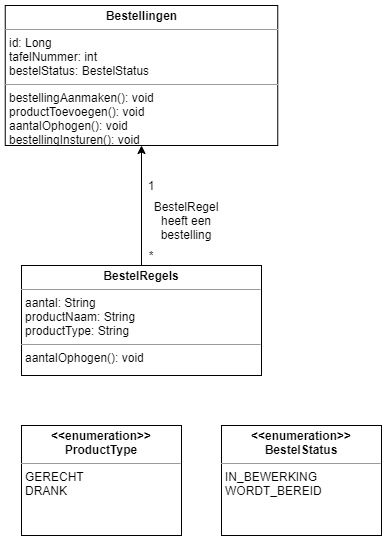 Bestellingen
id: Long
tafelNummer: int
bestelStatus: BestelStatus
bestellingAanmaken(): void
productToevoegen(): void
aantalOphogen(): void
bestellingInsturen(): void
1
BestelRegel
heeft een
bestelling
*
BestelRegels
aantal: String
productNaam: String
productType: String
aantalOphogen(): void
<<enumeration>>
ProductType
GERECHT
DRANK
<<enumeration>>
BestelStatus
IN_BEWERKING
WORDT_BEREID